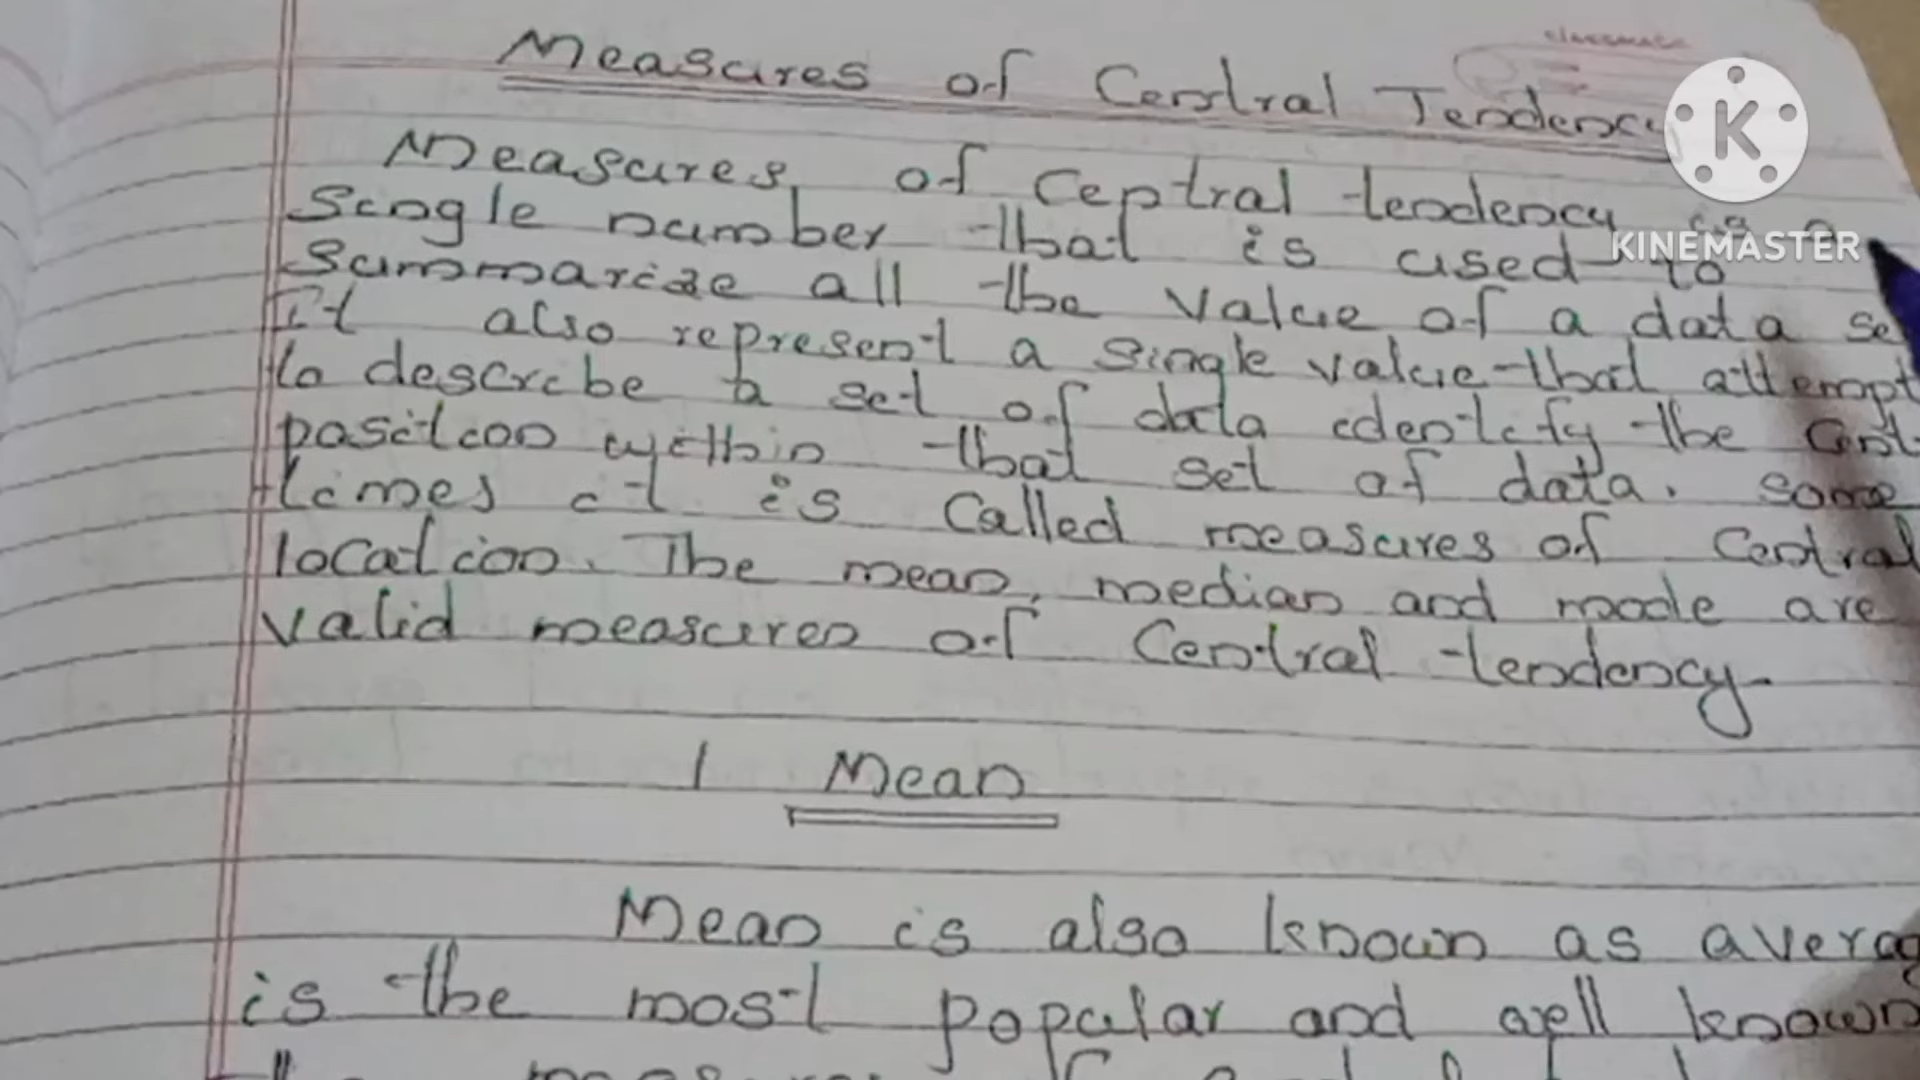 classmate
Measures of Central Tendency
Measures of Central tendency is a
Single number that is used to
Summarize all the value of a data se
It also represent a single value that attempt
to describe a set of data identify the Cent
position within that set of data. some
times it is Called measures of Central
location. The mean, median and mode are
valid measures of Central tendency
1 Mean
Mean is also known as averag
is the most popular and well known
K
KINEMASTER